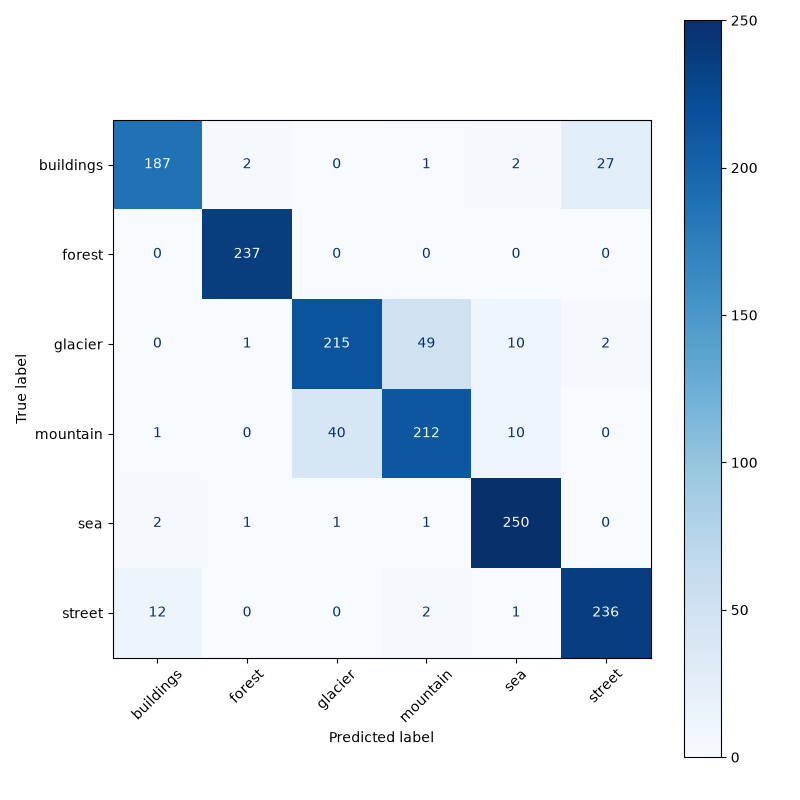 250
buildings 187 2 0 1 2 27
200
forest 0 237 0 0 0 0
150
glacier 0 1 215 49 10 2
True label
mountain 1 0 40 212 10 0
100
sea 2 1 1 1 250 0
50
street 12 0 0 2 1 236
buildings forest glacier mountain sea street
Predicted label
0